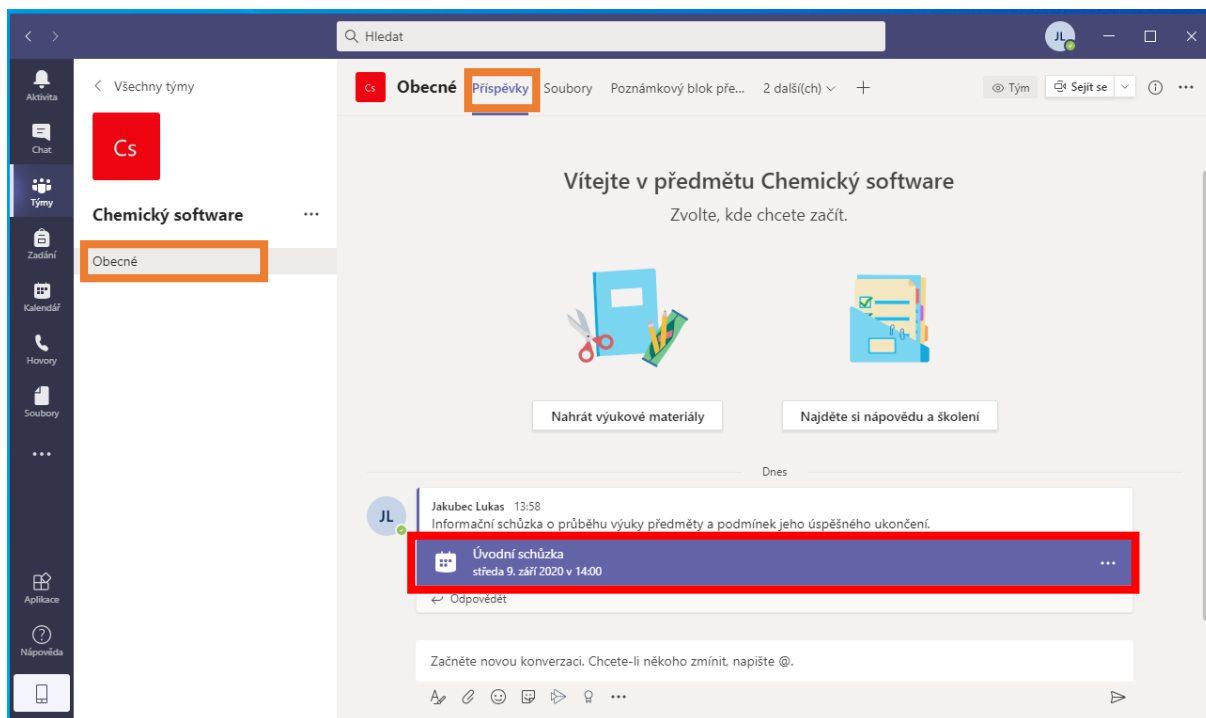 Hledat
JL
Aktivita
Chat
Týmy
Zadání
Kalendář
Hovory
Soubory
Aplikace
Nápověda
Všechny týmy
Cs
Chemický software
Obecné
Cs Obecné Příspěvky Soubory Poznámkový blok pře... 2 další(ch) Tým Sejít se
Vítejte v předmětu Chemický software
Zvolte, kde chcete začít.
Nahrát výukové materiály Najděte si nápovědu a školení
Dnes
JL
Jakubec Lukas 13:58
Informační schůzka o průběhu výuky předměty a podmínek jeho úspěšného ukončení.
Úvodní schůzka
středa 9. září 2020 v 14:00
Odpovědět
Začněte novou konverzaci. Chcete-li někoho zmínit, napište @.